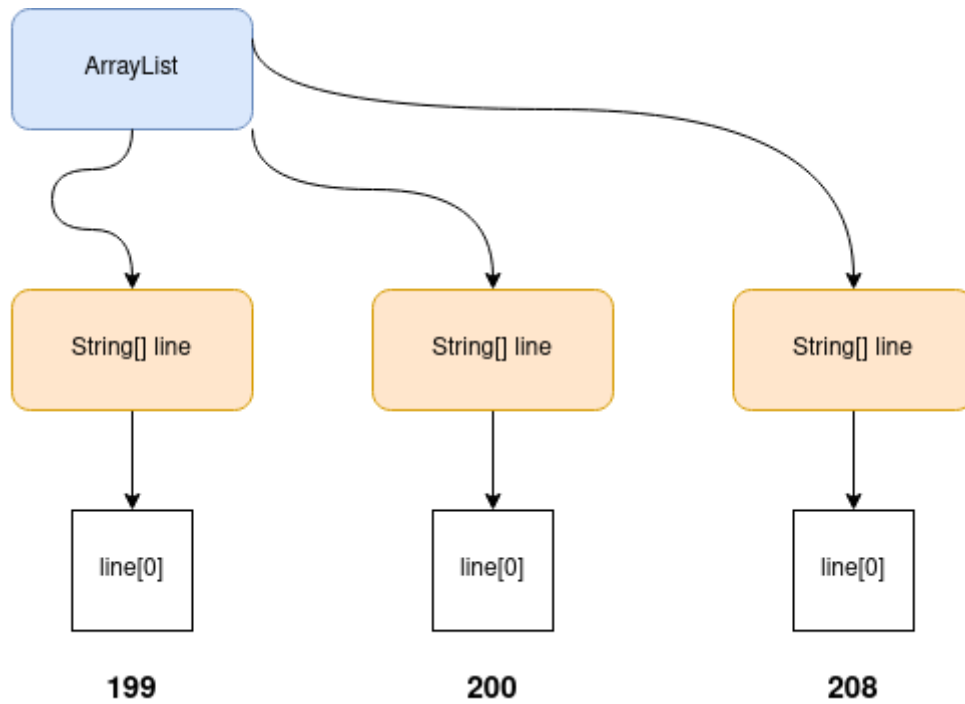 ArrayList
String[] line
String[] line
String[] line
line[0]
line[0]
line[0]
199
200
208